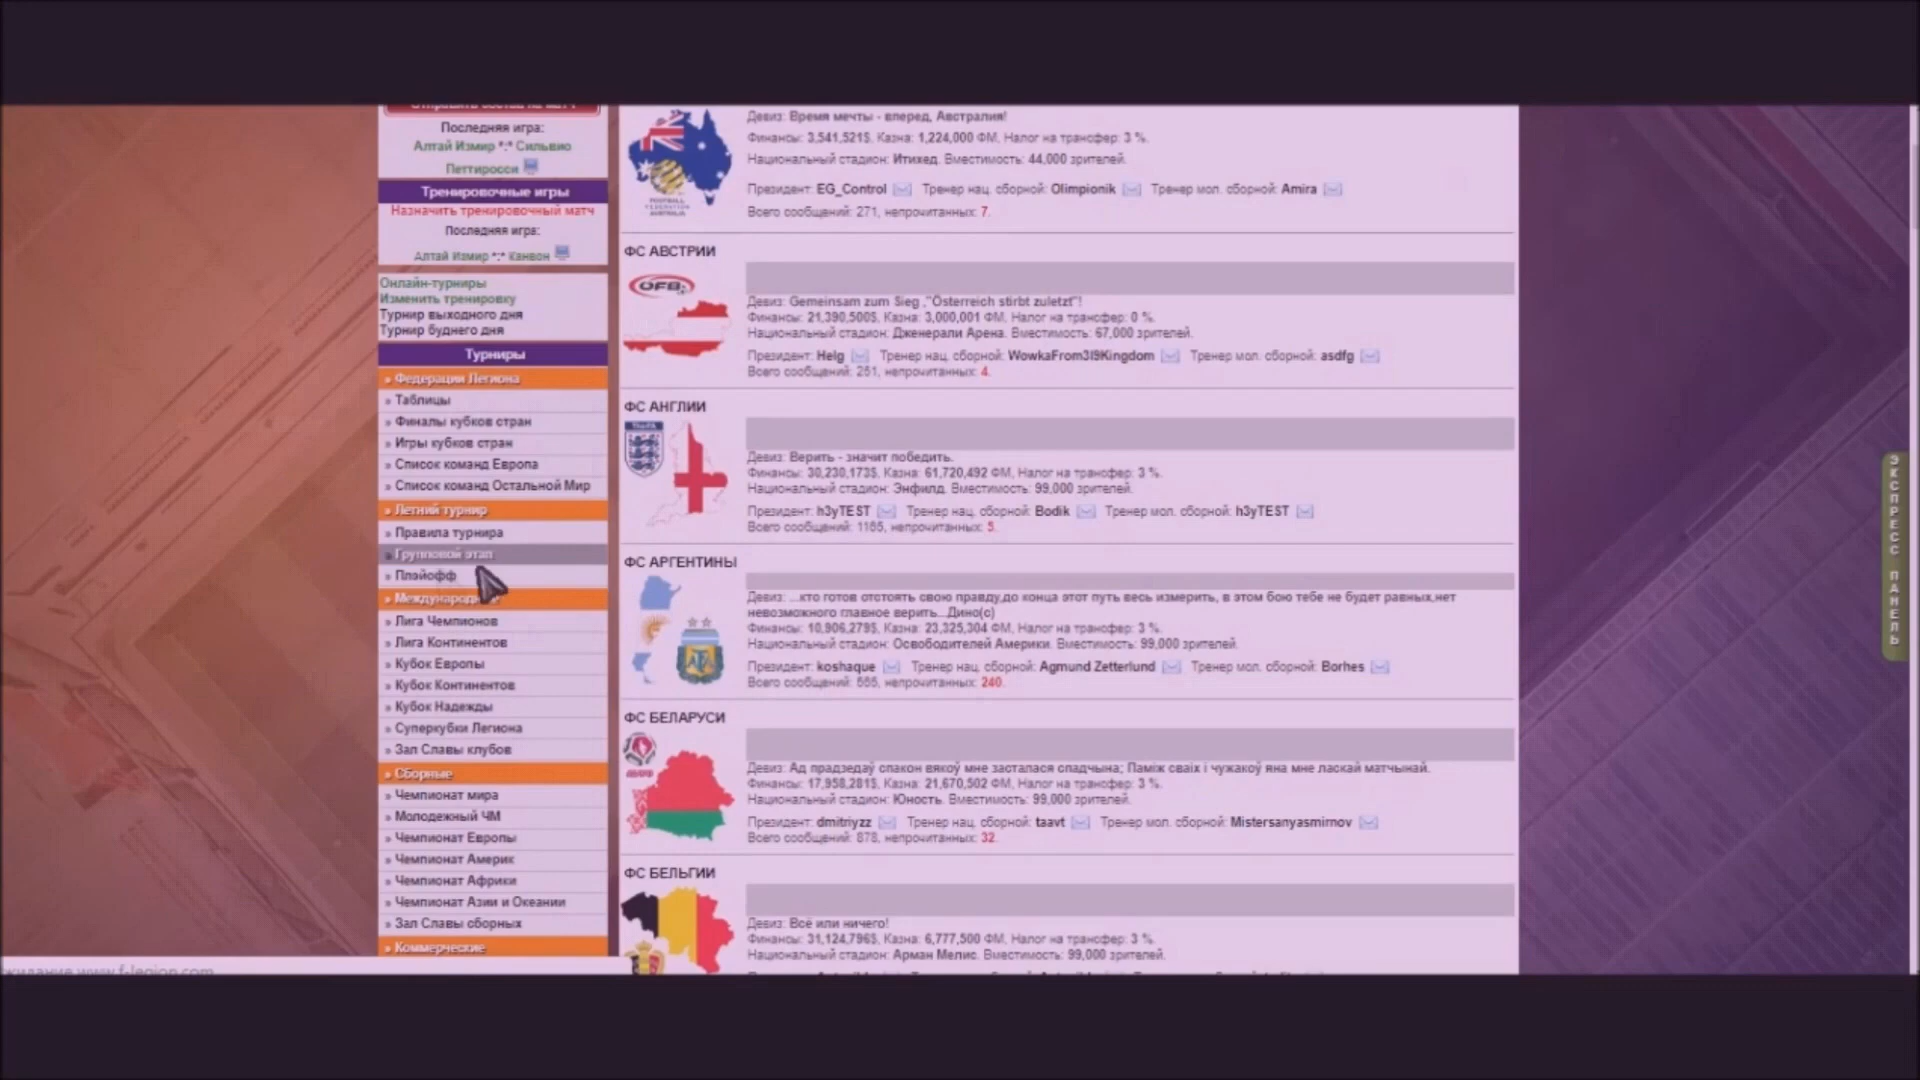 Последняя игра:
Алтай Измир *:* Сильвио
Петтиросси
Тренировочные игры
Назначить тренировочный матч
Последняя игра:
Алтай Измир *:* Канвон
Онлайн-турниры
Изменить тренировку
Турнир выходного дня
Турнир буднего дня
Турниры
» Федерации Легиона
» Таблицы
» Финалы кубков стран
» Игры кубков стран
» Список команд Европа
» Список команд Остальной Мир
» Летний турнир
» Правила турнира
» Групповой этап
» Плэйофф
» Международные
» Лига Чемпионов
» Лига Континентов
» Кубок Европы
» Кубок Континентов
» Кубок Надежды
» Суперкубки Легиона
» Зал Славы клубов
» Сборные
» Чемпионат мира
» Молодежный ЧМ
» Чемпионат Европы
» Чемпионат Америк
» Чемпионат Африки
» Чемпионат Азии и Океании
» Зал Славы сборных
» Коммерческие
Девиз: Время мечты - вперед, Австралия!
Финансы: 3,541,521$, Казна: 1,224,000 ФМ, Налог на трансфер: 3 %.
Национальный стадион: Итихед. Вместимость: 44,000 зрителей.
Президент: EG_Control Тренер нац. сборной: Olimpionik Тренер мол. сборной: Amira
Всего сообщений: 271, непрочитанных: 7.
FOOTBALL
FEDERATION
AUSTRALIA
ФС АВСТРИИ
ÖFB
Девиз: Gemeinsam zum Sieg ,"Österreich stirbt zuletzt"!
Финансы: 21,390,500$, Казна: 3,000,001 ФМ, Налог на трансфер: 0 %.
Национальный стадион: Дженерали Арена. Вместимость: 67,000 зрителей.
Президент: Helg Тренер нац. сборной: WowkaFrom3I9Kingdom Тренер мол. сборной: asdfg
Всего сообщений: 251, непрочитанных: 4.
ФС АНГЛИИ
Девиз: Верить - значит победить.
Финансы: 30,230,173$, Казна: 61,720,492 ФМ, Налог на трансфер: 3 %.
Национальный стадион: Энфилд. Вместимость: 99,000 зрителей.
Президент: h3yTEST Тренер нац. сборной: Bodik Тренер мол. сборной: h3yTEST
Всего сообщений: 1165, непрочитанных: 5.
ФС АРГЕНТИНЫ
Девиз: ...кто готов отстоять свою правду,до конца этот путь весь измерить, в этом бою тебе не будет равных,нет
невозможного главное верить...Дино(с)
Финансы: 10,906,279$, Казна: 23,325,304 ФМ, Налог на трансфер: 3 %.
Национальный стадион: Освободителей Америки. Вместимость: 99,000 зрителей.
Президент: koshaque Тренер нац. сборной: Agmund Zetterlund Тренер мол. сборной: Borhes
Всего сообщений: 555, непрочитанных: 240.
ФС БЕЛАРУСИ
Девиз: Ад прадзедаў спакон вякоў мне засталася спадчына; Паміж сваіх і чужакоў яна мне ласкай матчынай.
Финансы: 17,958,281$, Казна: 21,670,502 ФМ, Налог на трансфер: 3 %.
Национальный стадион: Юность. Вместимость: 99,000 зрителей.
Президент: dmitriyzz Тренер нац. сборной: taavt Тренер мол. сборной: Mistersanyasmirnov
Всего сообщений: 878, непрочитанных: 32.
ФС БЕЛЬГИИ
Девиз: Всё или ничего!
Финансы: 31,124,796$, Казна: 6,777,500 ФМ, Налог на трансфер: 3 %.
Национальный стадион: Арман Мелис. Вместимость: 99,000 зрителей.
ЭКСПРЕСС ПАНЕЛЬ
www.f-legion.com